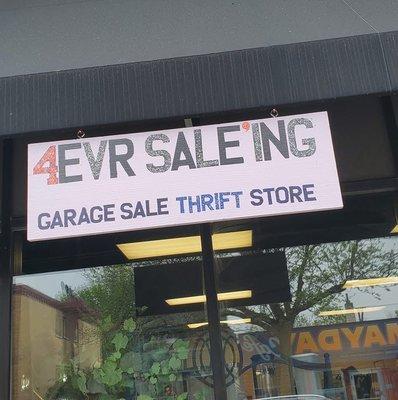 4EVR SALE'ING
GARAGE SALE THRIFT STORE